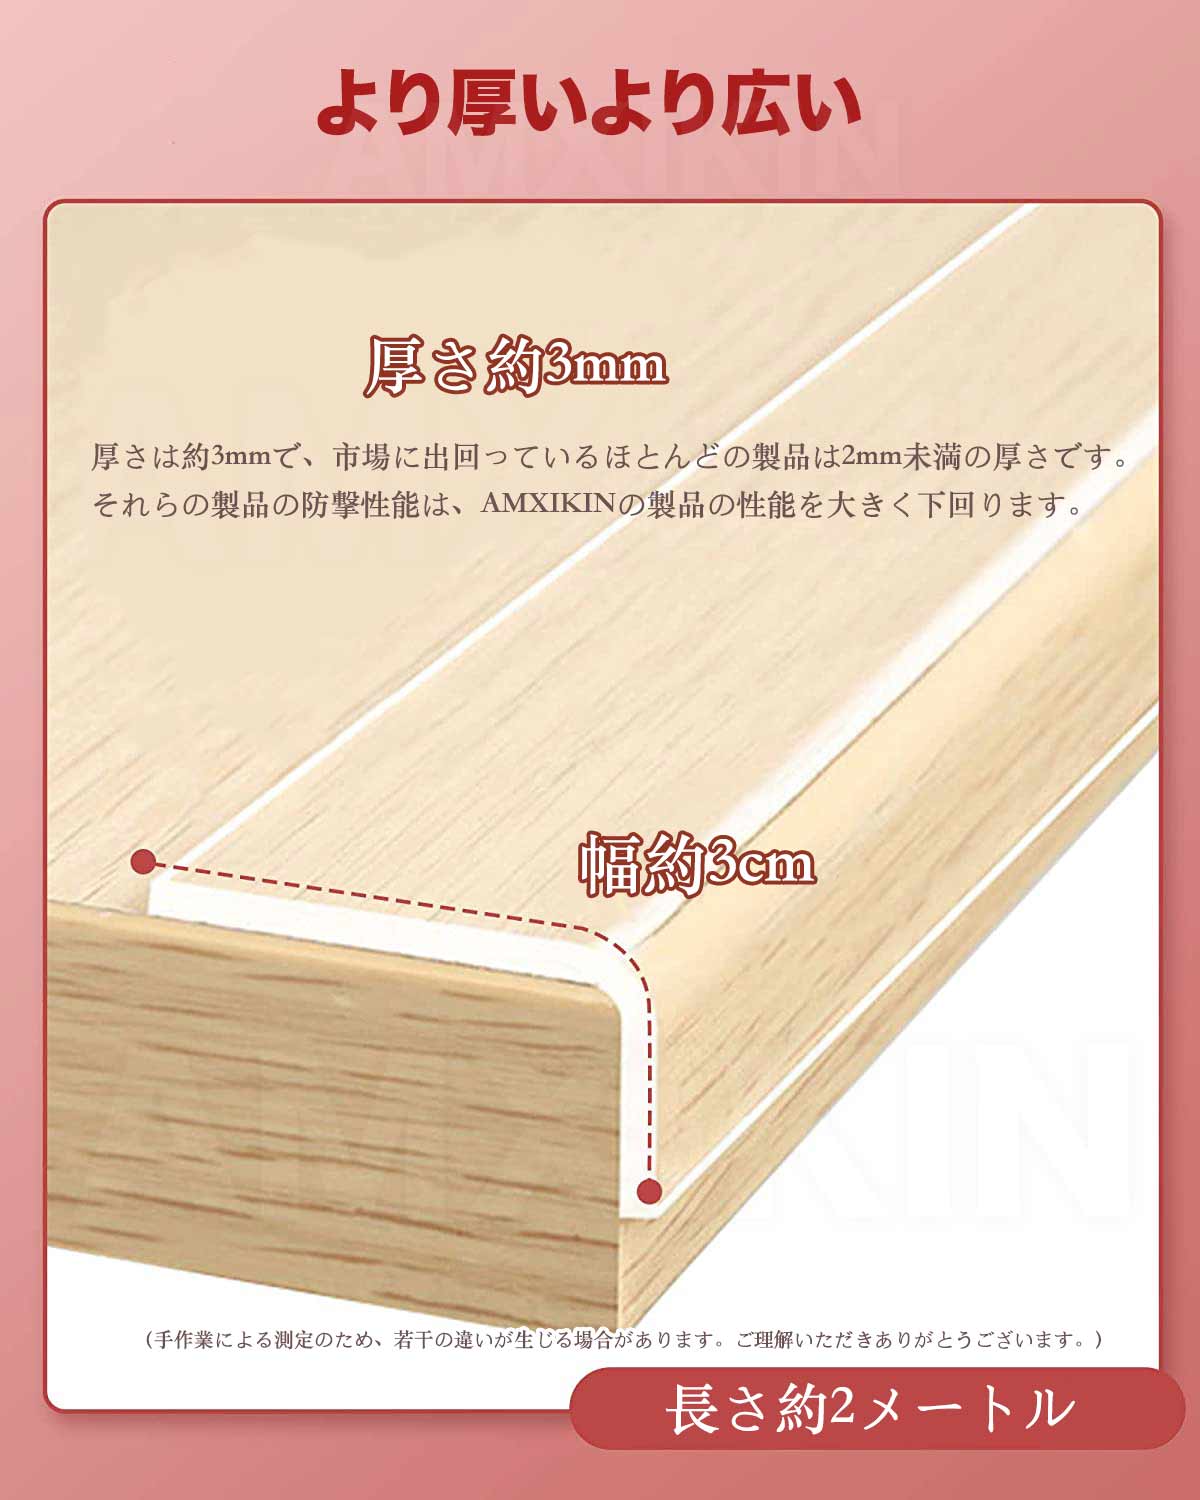 より厚いより広い
AMXIKIN
厚さ約3mm
厚さは約3mmで、市場に出回っているほとんどの製品は2mm未満の厚さです。
それらの製品の防撃性能は、AMXIKINの製品の性能を大きく下回ります。
幅約3cm
AMXIKIN
（手作業による測定のため、若干の違いが生じる場合があります。ご理解いただきありがとうございます。）
長さ約2メートル